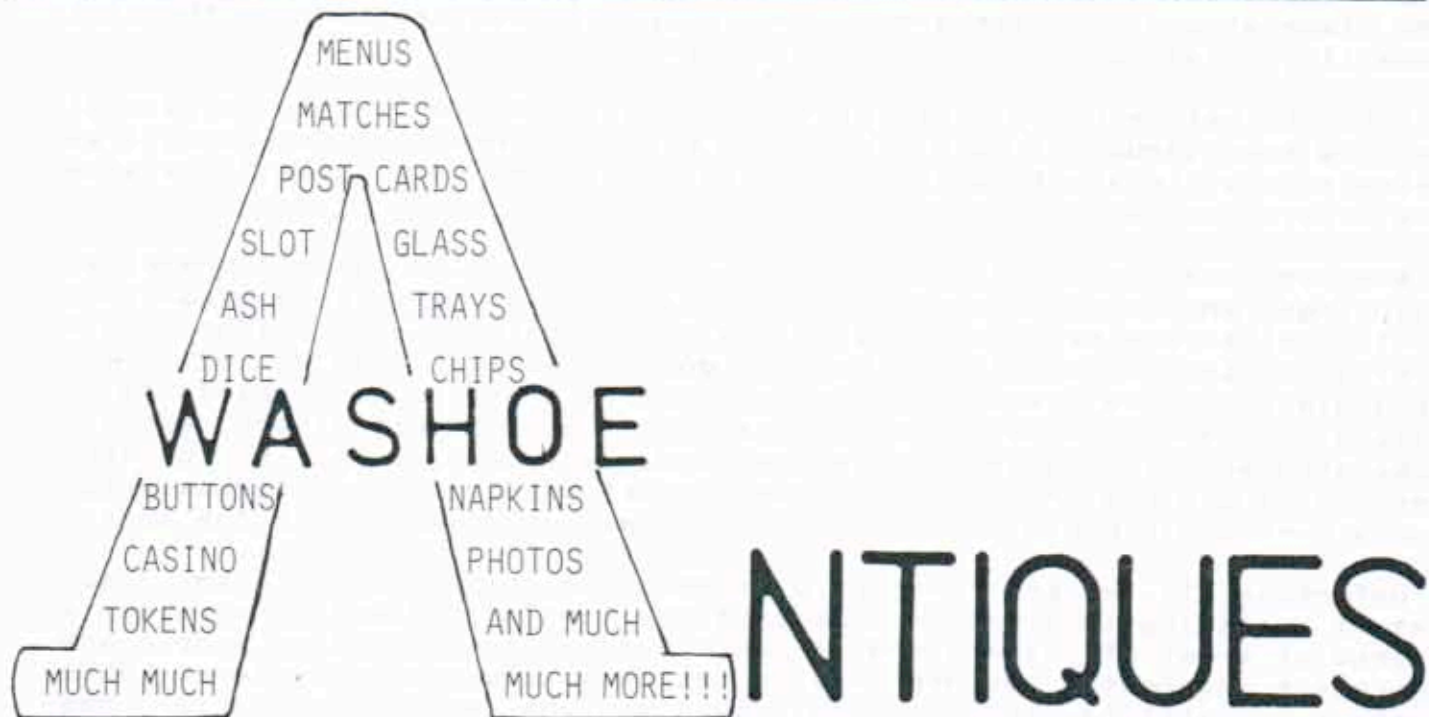 MENUS
MATCHES
POST CARDS
SLOT GLASS
ASH TRAYS
DICE CHIPS
WASHOE
BUTTONS NAPKINS
CASINO PHOTOS
TOKENS AND MUCH
MUCH MUCH MUCH MORE!!!
ANTIQUES